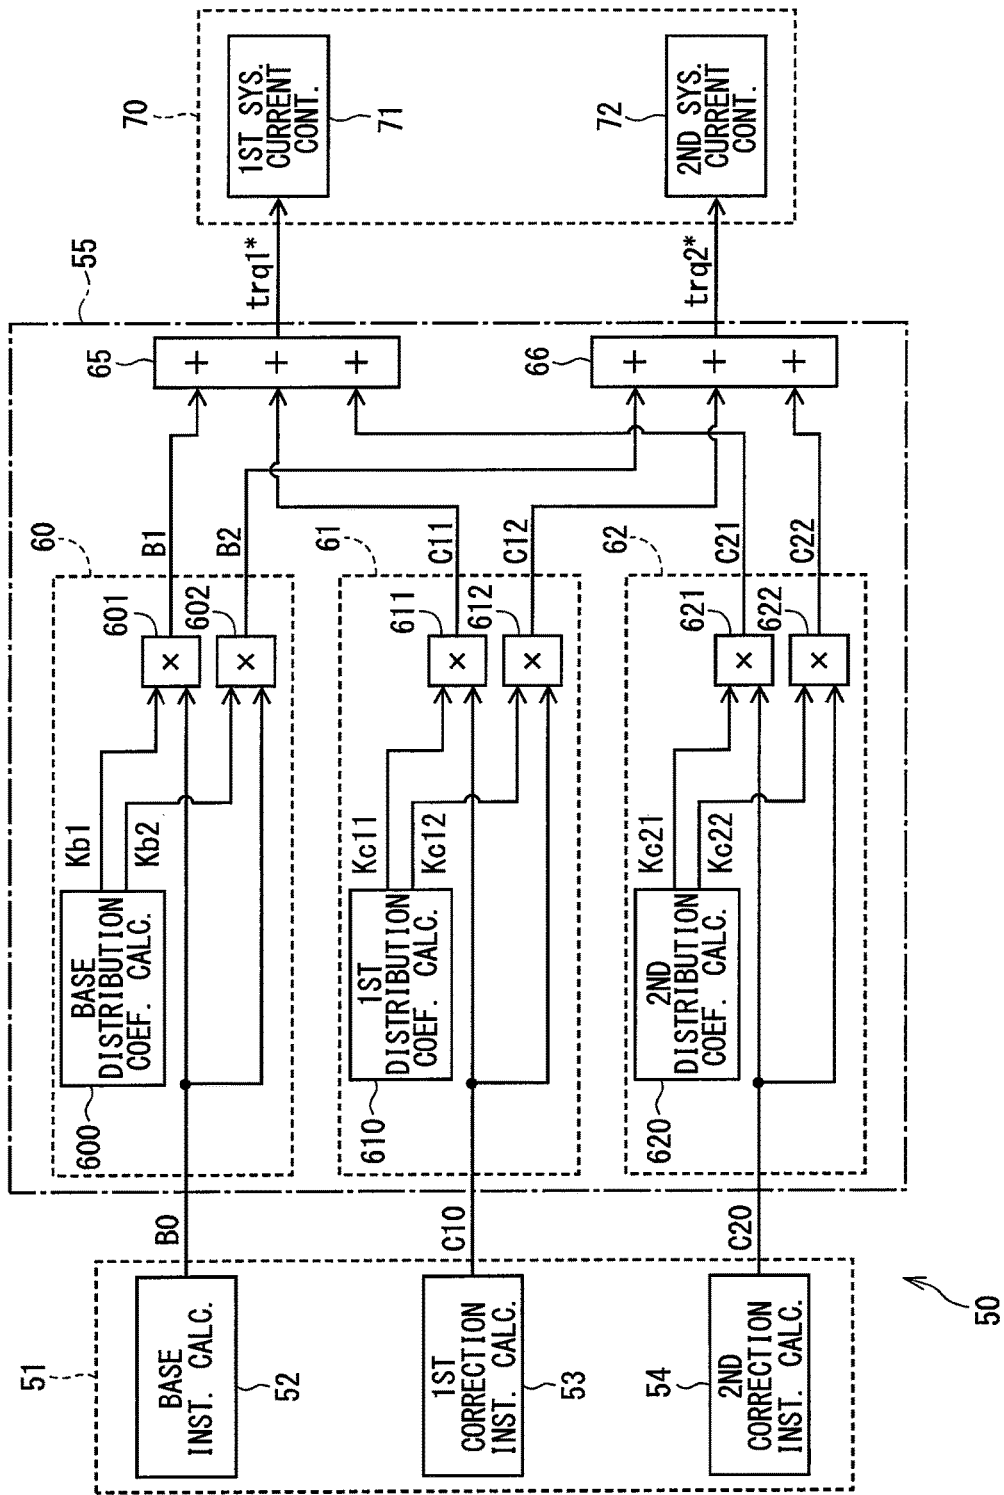 50
51
BASE
INST. CALC.
52
1ST
CORRECTION
INST. CALC.
53
2ND
CORRECTION
INST. CALC.
54
B0
C10
C20
55
60
BASE
DISTRIBUTION
COEF. CALC.
600
Kb1
Kb2
601
×
602
×
B1
B2
61
1ST
DISTRIBUTION
COEF. CALC.
610
Kc11
Kc12
611
×
612
×
C11
C12
62
2ND
DISTRIBUTION
COEF. CALC.
620
Kc21
Kc22
621
×
622
×
C21
C22
65
+
+
+
66
+
+
+
trq1*
trq2*
70
1ST SYS.
CURRENT
CONT.
71
2ND SYS.
CURRENT
CONT.
72